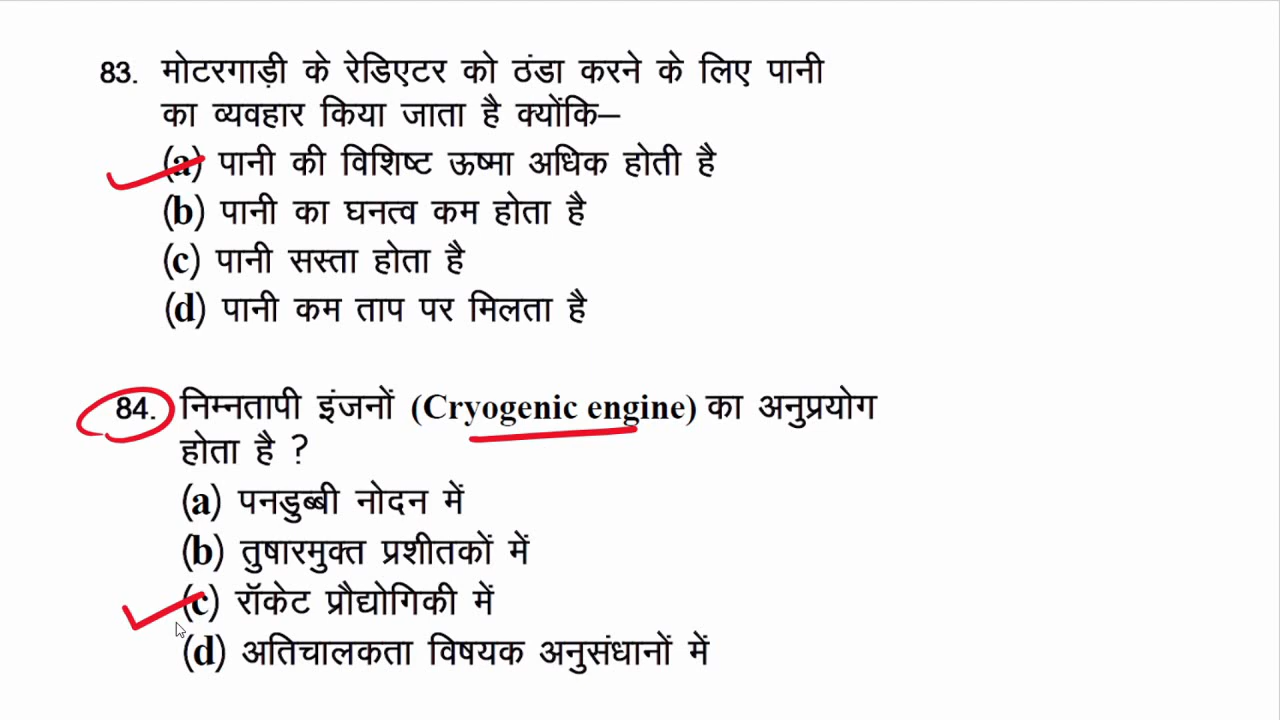 83. मोटरगाड़ी के रेडिएटर को ठंडा करने के लिए पानी
का व्यवहार किया जाता है क्योंकि–
(a) पानी की विशिष्ट ऊष्मा अधिक होती है
(b) पानी का घनत्व कम होता है
(c) पानी सस्ता होता है
(d) पानी कम ताप पर मिलता है
84. निम्नतापी इंजनों (Cryogenic engine) का अनुप्रयोग
होता है ?
(a) पनडुब्बी नोदन में
(b) तुषारमुक्त प्रशीतकों में
(c) रॉकेट प्रौद्योगिकी में
(d) अतिचालकता विषयक अनुसंधानों में